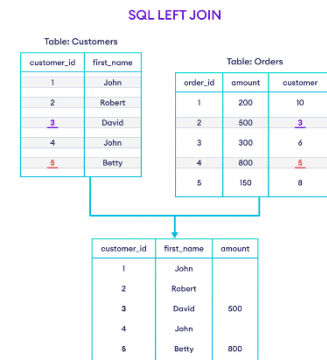 SQL LEFT JOIN
Table: Customers
customer_id first_name
1 John
2 Robert
3 David
4 John
5 Betty
Table: Orders
order_id amount customer
1 200 10
2 500 3
3 300 6
4 800 5
5 150 8
customer_id first_name amount
1 John
2 Robert
3 David 500
4 John
5 Betty 800